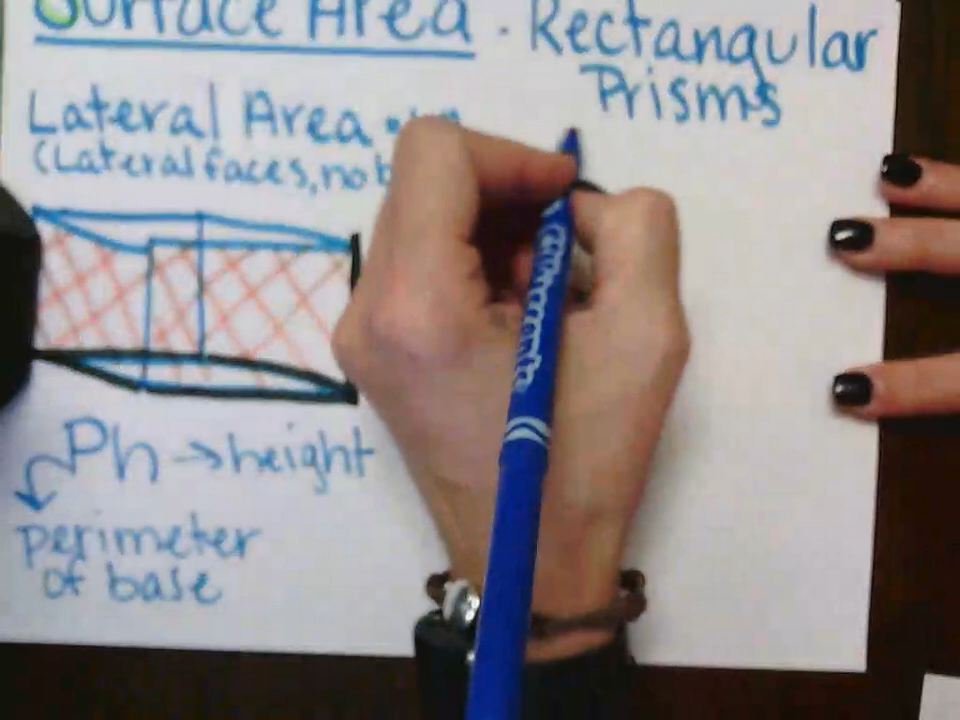 Surface Area . Rectangular
Prisms
Lateral Area
(Lateral faces, no b
Ph → height
perimeter
of base